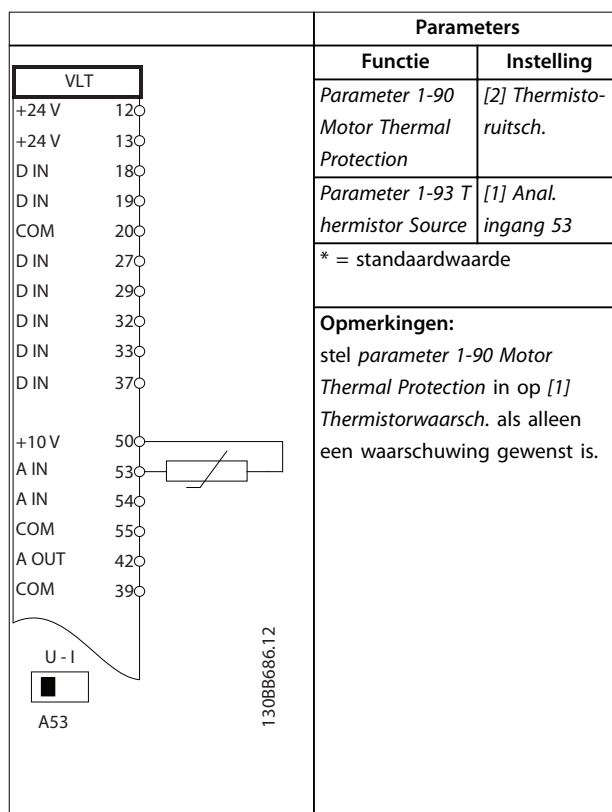 VLT
+24 V 12
+24 V 13
D IN 18
D IN 19
COM 20
D IN 27
D IN 29
D IN 32
D IN 33
D IN 37
+10 V 50
A IN 53
A IN 54
COM 55
A OUT 42
COM 39
U - I
A53
130BB686.12
Parameters
Functie Instelling
Parameter 1-90 [2] Thermisto-
Motor Thermal ruitsch.
Protection
Parameter 1-93 T [1] Anal.
hermistor Source ingang 53
* = standaardwaarde
Opmerkingen:
stel parameter 1-90 Motor
Thermal Protection in op [1]
Thermistorwaarsch. als alleen
een waarschuwing gewenst is.